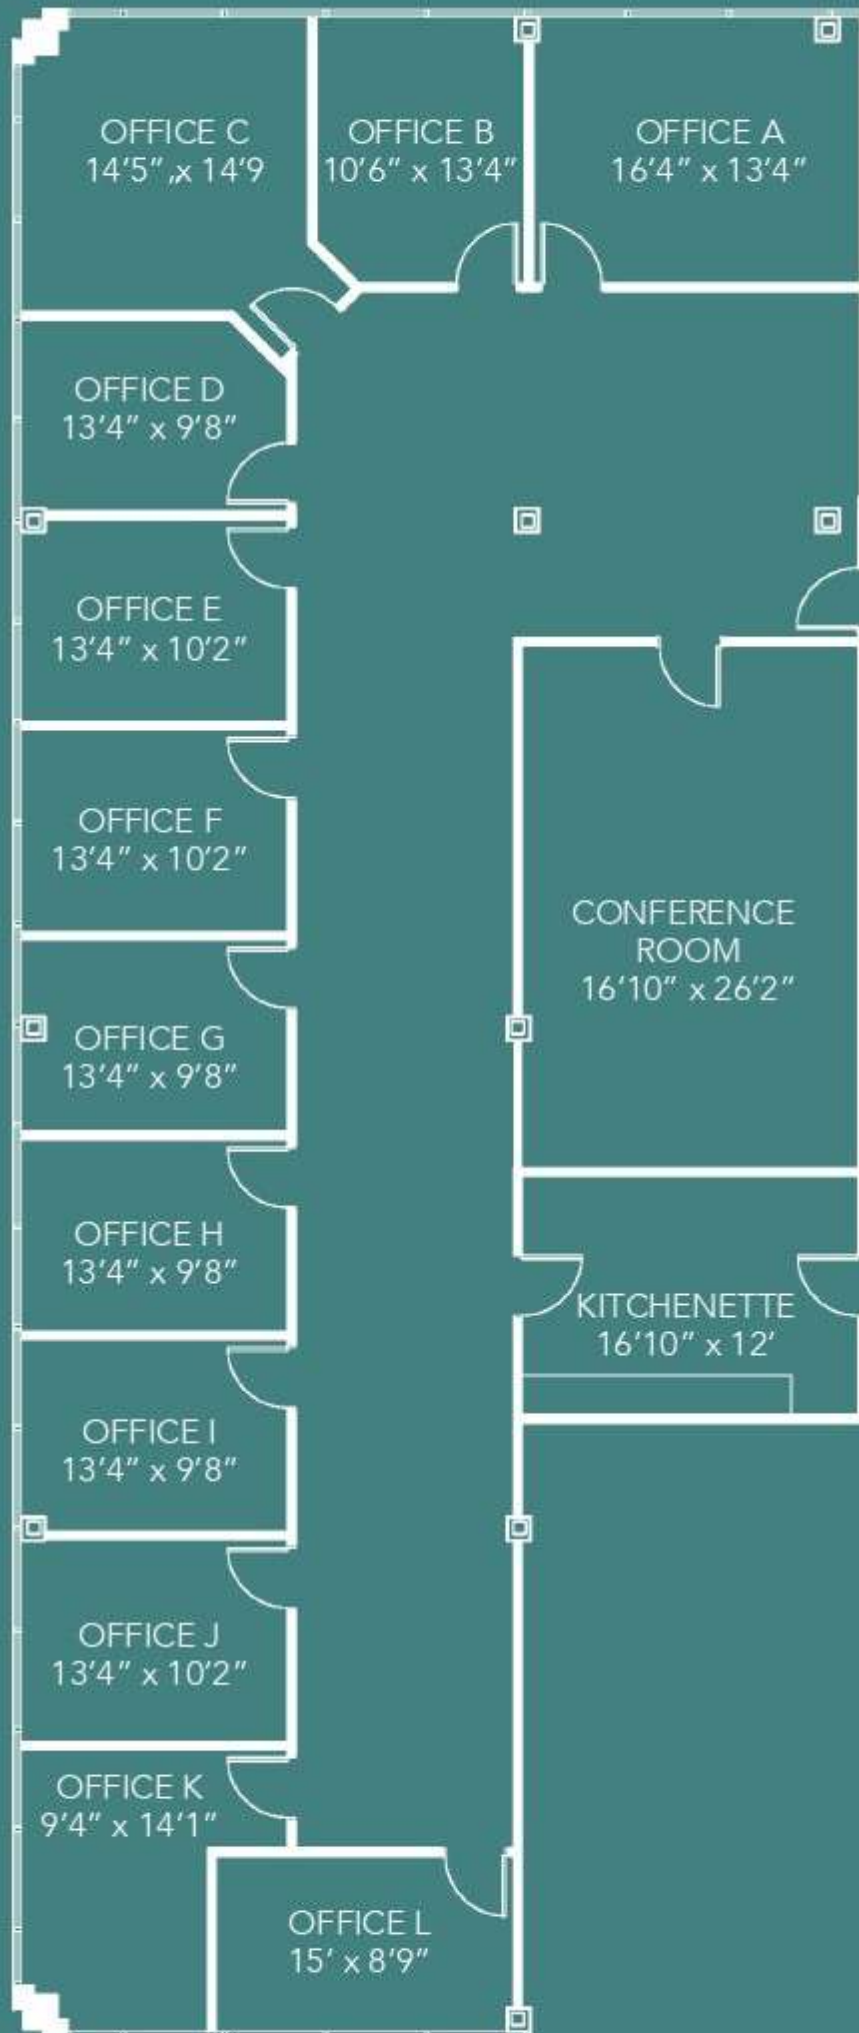 OFFICE C
14'5" ,x 14'9
OFFICE B
10'6" x 13'4"
OFFICE A
16'4" x 13'4"
OFFICE D
13'4" x 9'8"
OFFICE E
13'4" x 10'2"
OFFICE F
13'4" x 10'2"
CONFERENCE
ROOM
16'10" x 26'2"
OFFICE G
13'4" x 9'8"
OFFICE H
13'4" x 9'8"
KITCHENETTE
16'10" x 12'
OFFICE I
13'4" x 9'8"
OFFICE J
13'4" x 10'2"
OFFICE K
9'4" x 14'1"
OFFICE L
15' x 8'9"